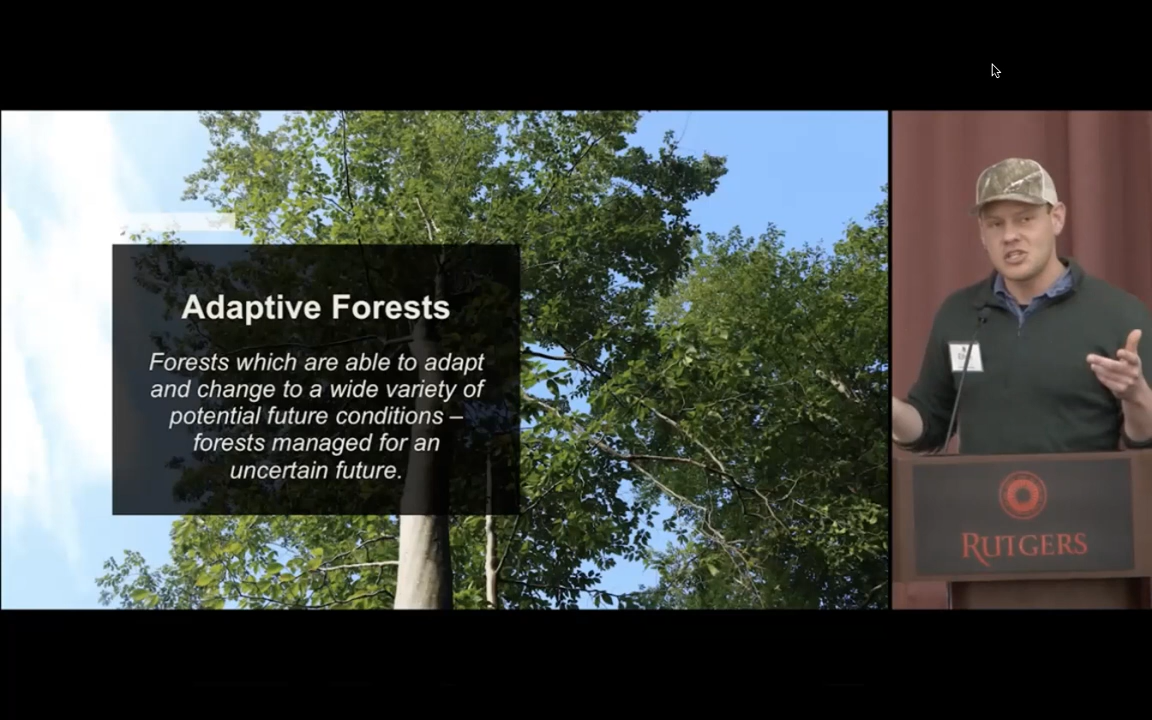 Adaptive Forests
Forests which are able to adapt
and change to a wide variety of
potential future conditions –
forests managed for an
uncertain future.
RUTGERS